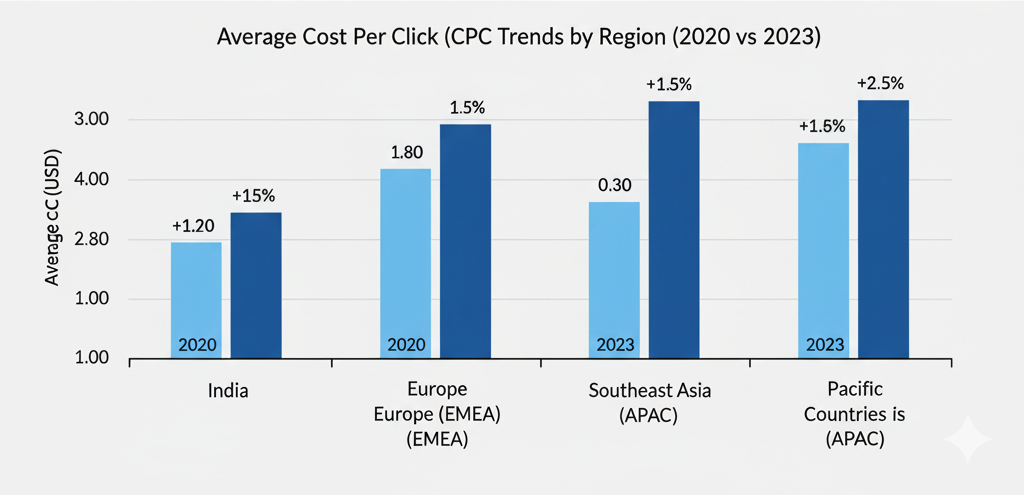 Average Cost Per Click (CPC Trends by Region (2020 vs 2023)
Average cC (USD)
3.00
4.00
2.80
1.00
1.00
+1.20
+15%
1.80
1.5%
0.30
+1.5%
+1.5%
+2.5%
2020
2020
2023
2023
India
Europe
Europe (EMEA)
(EMEA)
Southeast Asia
(APAC)
Pacific
Countries is
(APAC)